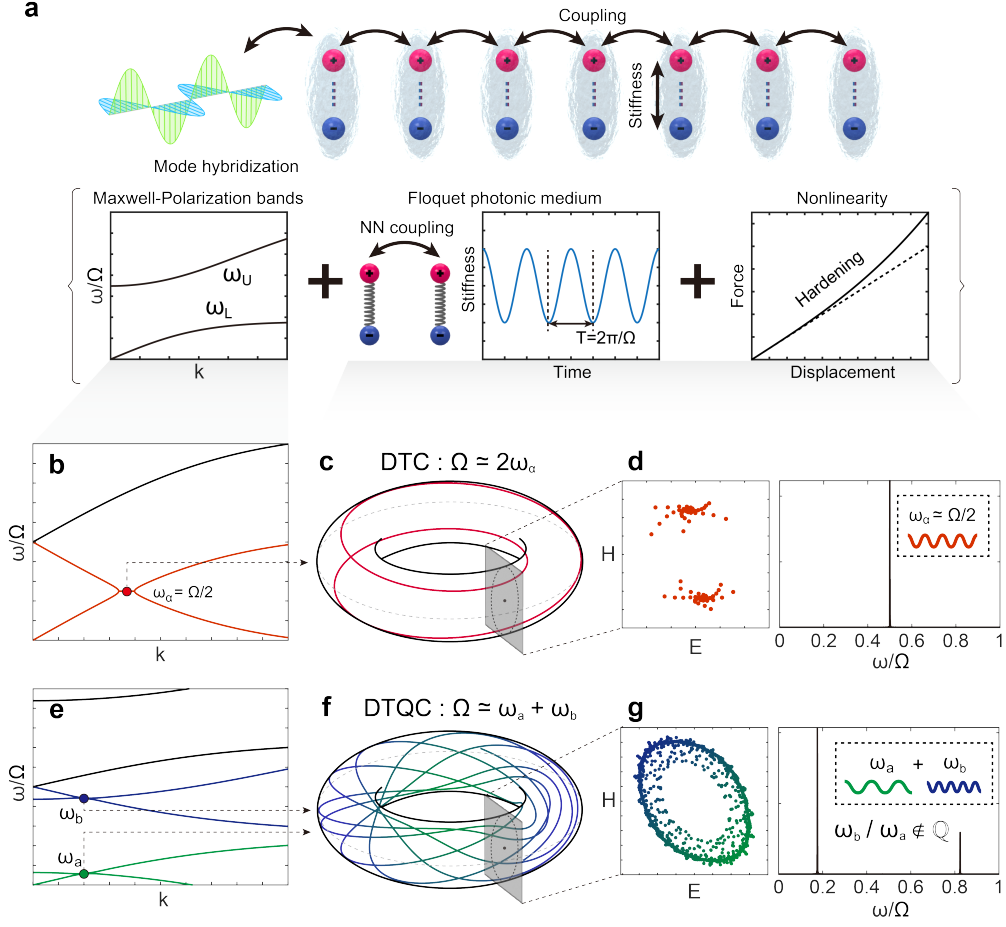 a
Coupling
+ + + + + + +
Stiffness
- - - - - - -
Mode hybridization
Maxwell-Polarization bands
Floquet photonic medium
Nonlinearity
ω/Ω
ω_U
ω_L
k
+
NN coupling
+ +
- -
Stiffness
T=2π/Ω
Time
+
Force
Hardening
Displacement
b
ω/Ω
ω_α = Ω/2
k
c
DTC : Ω ≃ 2ω_α
d
H
E
ω_α ≃ Ω/2
0 0.2 0.4 0.6 0.8 1
ω/Ω
e
ω/Ω
ω_b
ω_a
k
f
DTQC : Ω ≃ ω_a + ω_b
g
H
E
ω_a + ω_b
ω_b / ω_a ∉ ℚ
0 0.2 0.4 0.6 0.8 1
ω/Ω